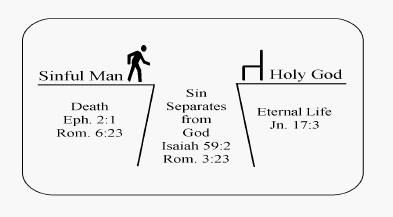 Sinful Man
Death
Eph. 2:1
Rom. 6:23
Sin
Separates
from
God
Isaiah 59:2
Rom. 3:23
Holy God
Eternal Life
Jn. 17:3